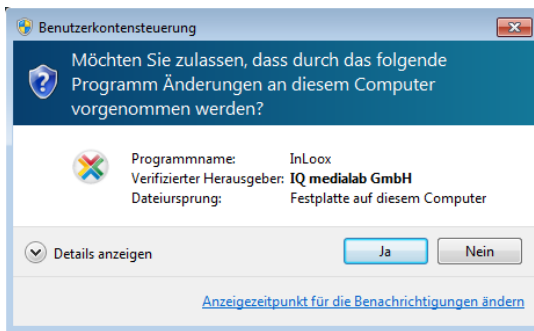 Benutzerkontensteuerung
Möchten Sie zulassen, dass durch das folgende
Programm Änderungen an diesem Computer
vorgenommen werden?
Programmname: InLoox
Verifizierter Herausgeber: IQ medialab GmbH
Dateiursprung: Festplatte auf diesem Computer
Details anzeigen Ja Nein
Anzeigezeitpunkt für die Benachrichtigungen ändern